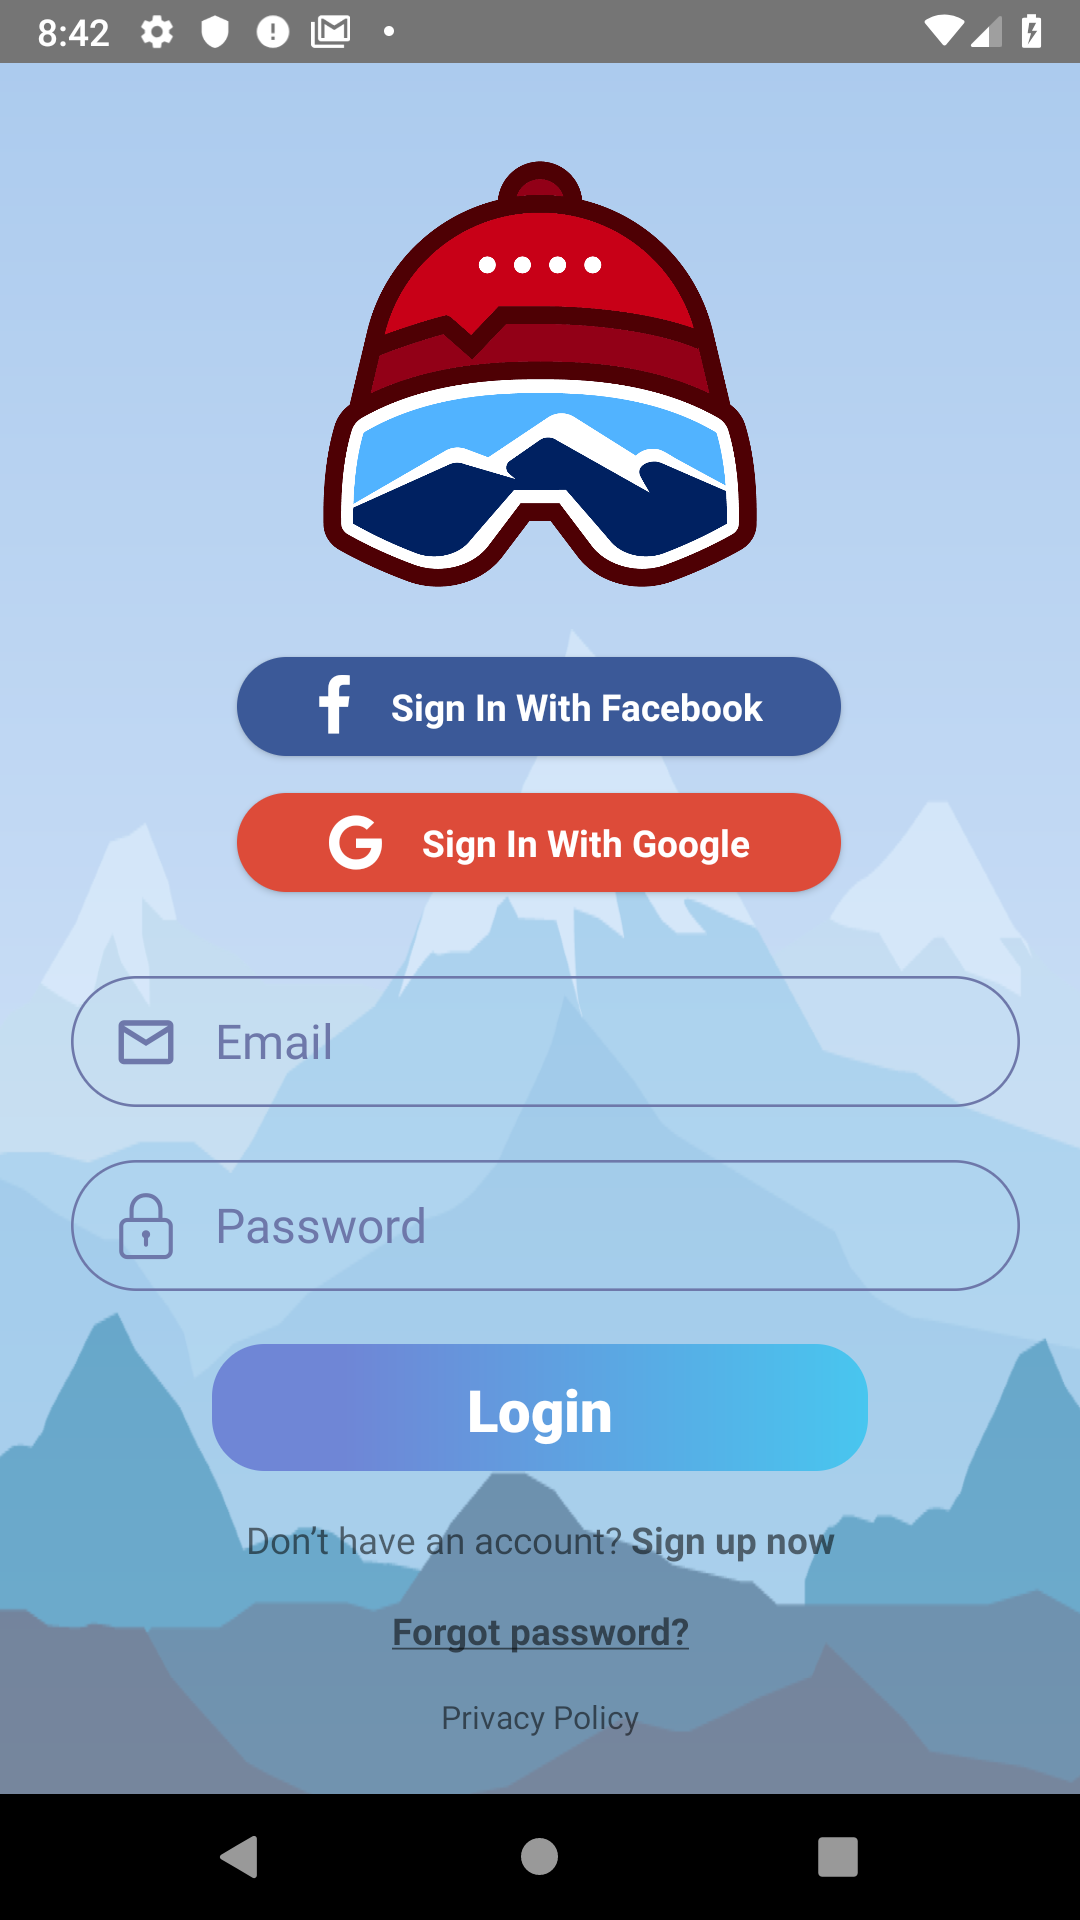 8:42
Sign In With Facebook
Sign In With Google
Email
Password
Login
Don't have an account? Sign up now
Forgot password?
Privacy Policy